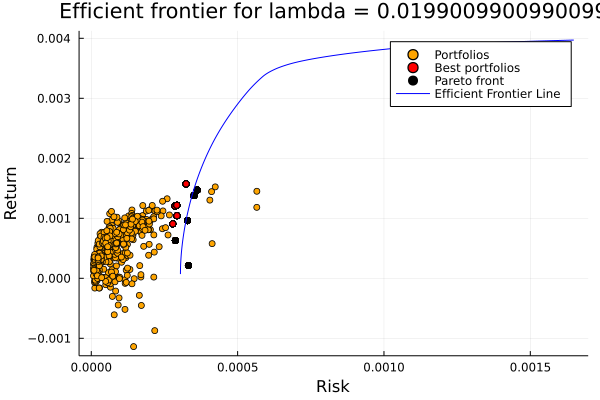 Efficient frontier for lambda = 0.0199009900990099
Portfolios
Best portfolios
Pareto front
Efficient Frontier Line
Return
0.004
0.003
0.002
0.001
0.000
−0.001
0.0000 0.0005 0.0010 0.0015
Risk